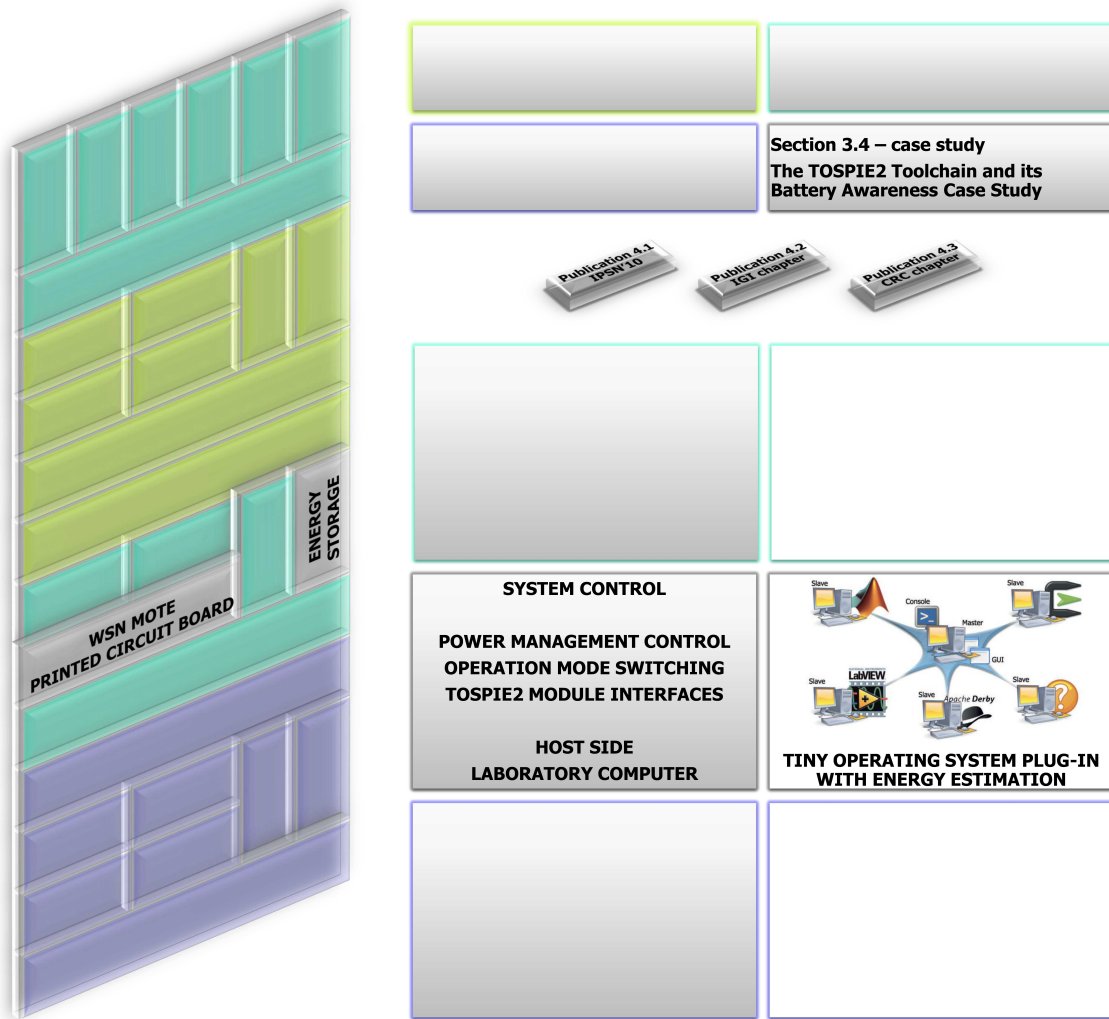 Section 3.4 – case study
The TOSPIE2 Toolchain and its
Battery Awareness Case Study
Publication 4.1
IPSN'10
Publication 4.2
IGI chapter
Publication 4.3
CRC chapter
ENERGY
STORAGE
WSN MOTE
PRINTED CIRCUIT BOARD
SYSTEM CONTROL
POWER MANAGEMENT CONTROL
OPERATION MODE SWITCHING
TOSPIE2 MODULE INTERFACES
HOST SIDE
LABORATORY COMPUTER
Slave
Slave
Console
Master
GUI
Slave
LabVIEW
Slave
Apache Derby
Slave
TINY OPERATING SYSTEM PLUG-IN
WITH ENERGY ESTIMATION